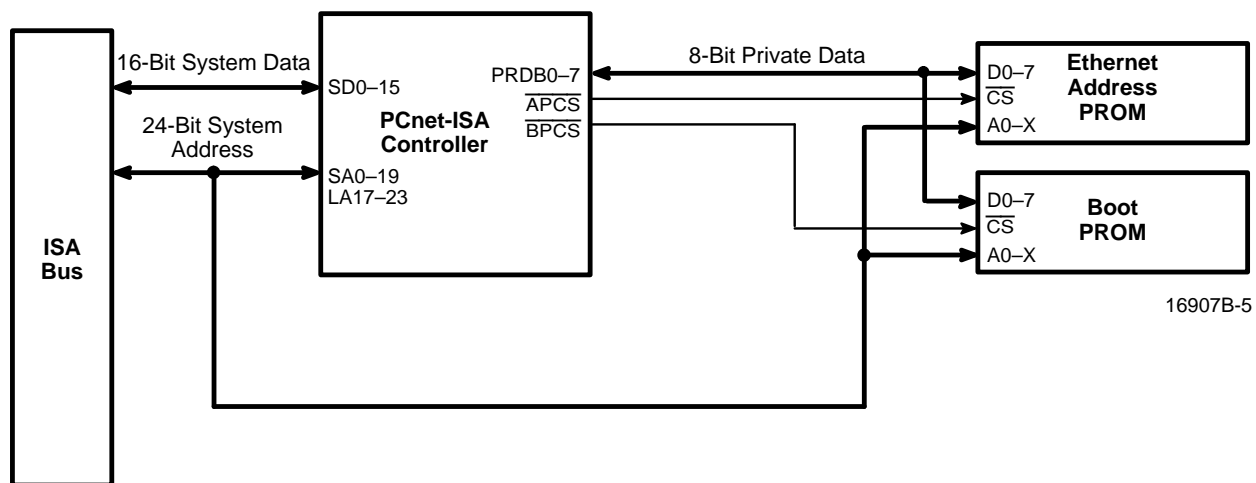 ISA
Bus
16-Bit System Data
24-Bit System
Address
SD0–15
SA0–19
LA17–23
PCnet-ISA
Controller
PRDB0–7
APCS
BPCS
8-Bit Private Data
D0–7
CS
A0–X
Ethernet
Address
PROM
D0–7
CS
A0–X
Boot
PROM
16907B-5